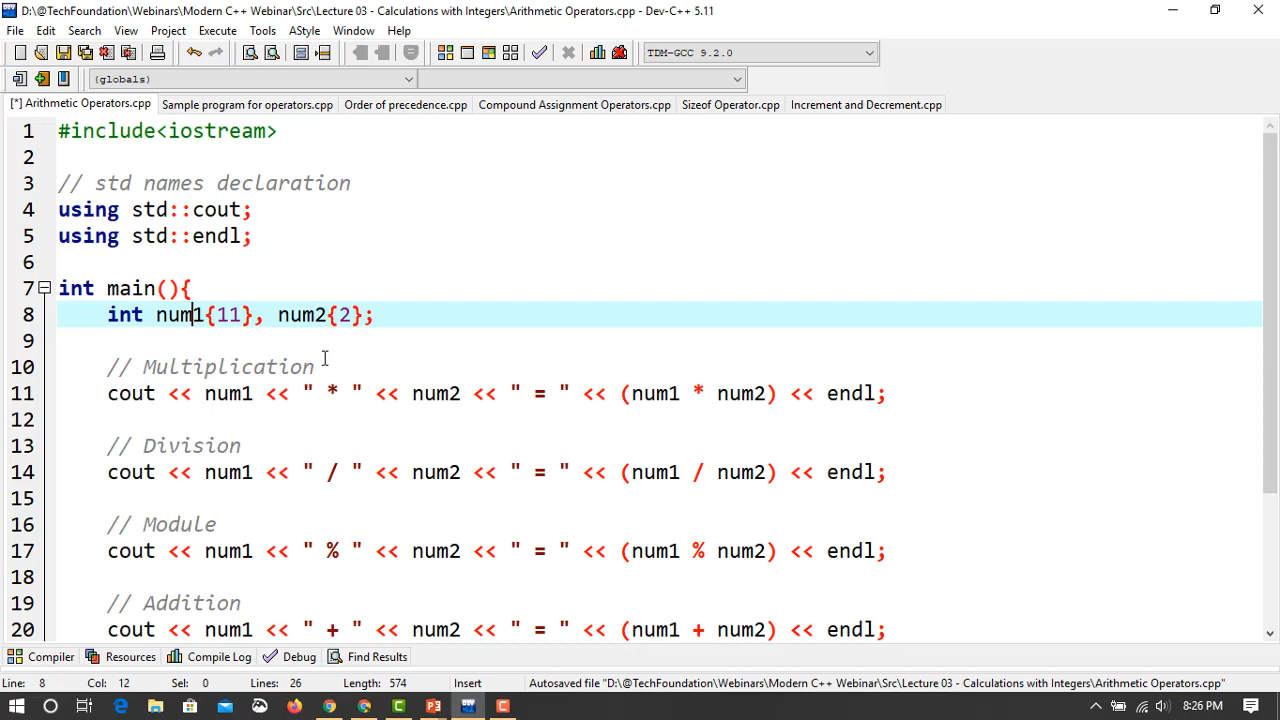 D:\@TechFoundation\Webinars\Modern C++ Webinar\Src\Lecture 03 - Calculations with Integers\Arithmetic Operators.cpp - Dev-C++ 5.11
File Edit Search View Project Execute Tools AStyle Window Help
TDM-GCC 9.2.0
(globals)
[*] Arithmetic Operators.cpp Sample program for operators.cpp Order of precedence.cpp Compound Assignment Operators.cpp Sizeof Operator.cpp Increment and Decrement.cpp
1 #include<iostream>
2
3 // std names declaration
4 using std::cout;
5 using std::endl;
6
7 int main(){
8 int num1{11}, num2{2};
9
10 // Multiplication
11 cout << num1 << " * " << num2 << " = " << (num1 * num2) << endl;
12
13 // Division
14 cout << num1 << " / " << num2 << " = " << (num1 / num2) << endl;
15
16 // Module
17 cout << num1 << " % " << num2 << " = " << (num1 % num2) << endl;
18
19 // Addition
20 cout << num1 << " + " << num2 << " = " << (num1 + num2) << endl;
Compiler Resources Compile Log Debug Find Results
Line: 8 Col: 12 Sel: 0 Lines: 26 Length: 574 Insert Autosaved file "D:\@TechFoundation\Webinars\Modern C++ Webinar\Src\Lecture 03 - Calculations with Integers\Arithmetic Operators.cpp"
8:26 PM